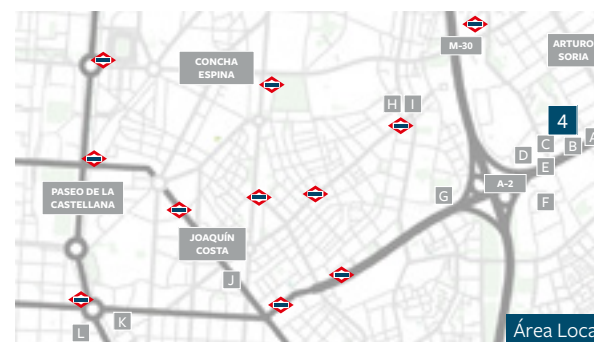 M-30
ARTURO
SORIA
CONCHA
ESPINA
H I
4
A
C
B
D
E
A-2
PASEO DE LA
CASTELLANA
G
F
JOAQUÍN
COSTA
J
K
L
Área Loca